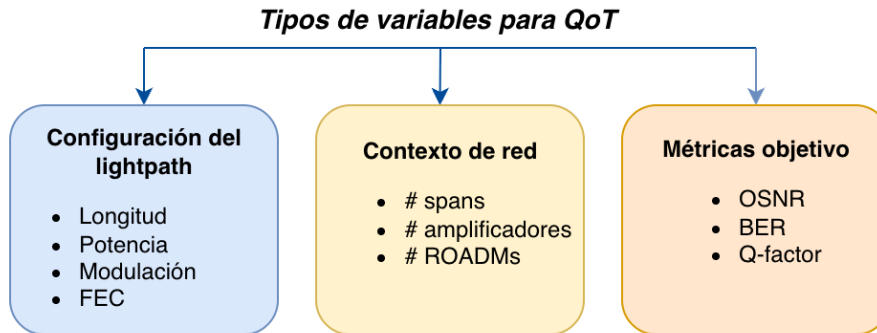 Tipos de variables para QoT
Configuración del
lightpath
• Longitud
• Potencia
• Modulación
• FEC
Contexto de red
• # spans
• # amplificadores
• # ROADMs
Métricas objetivo
• OSNR
• BER
• Q-factor